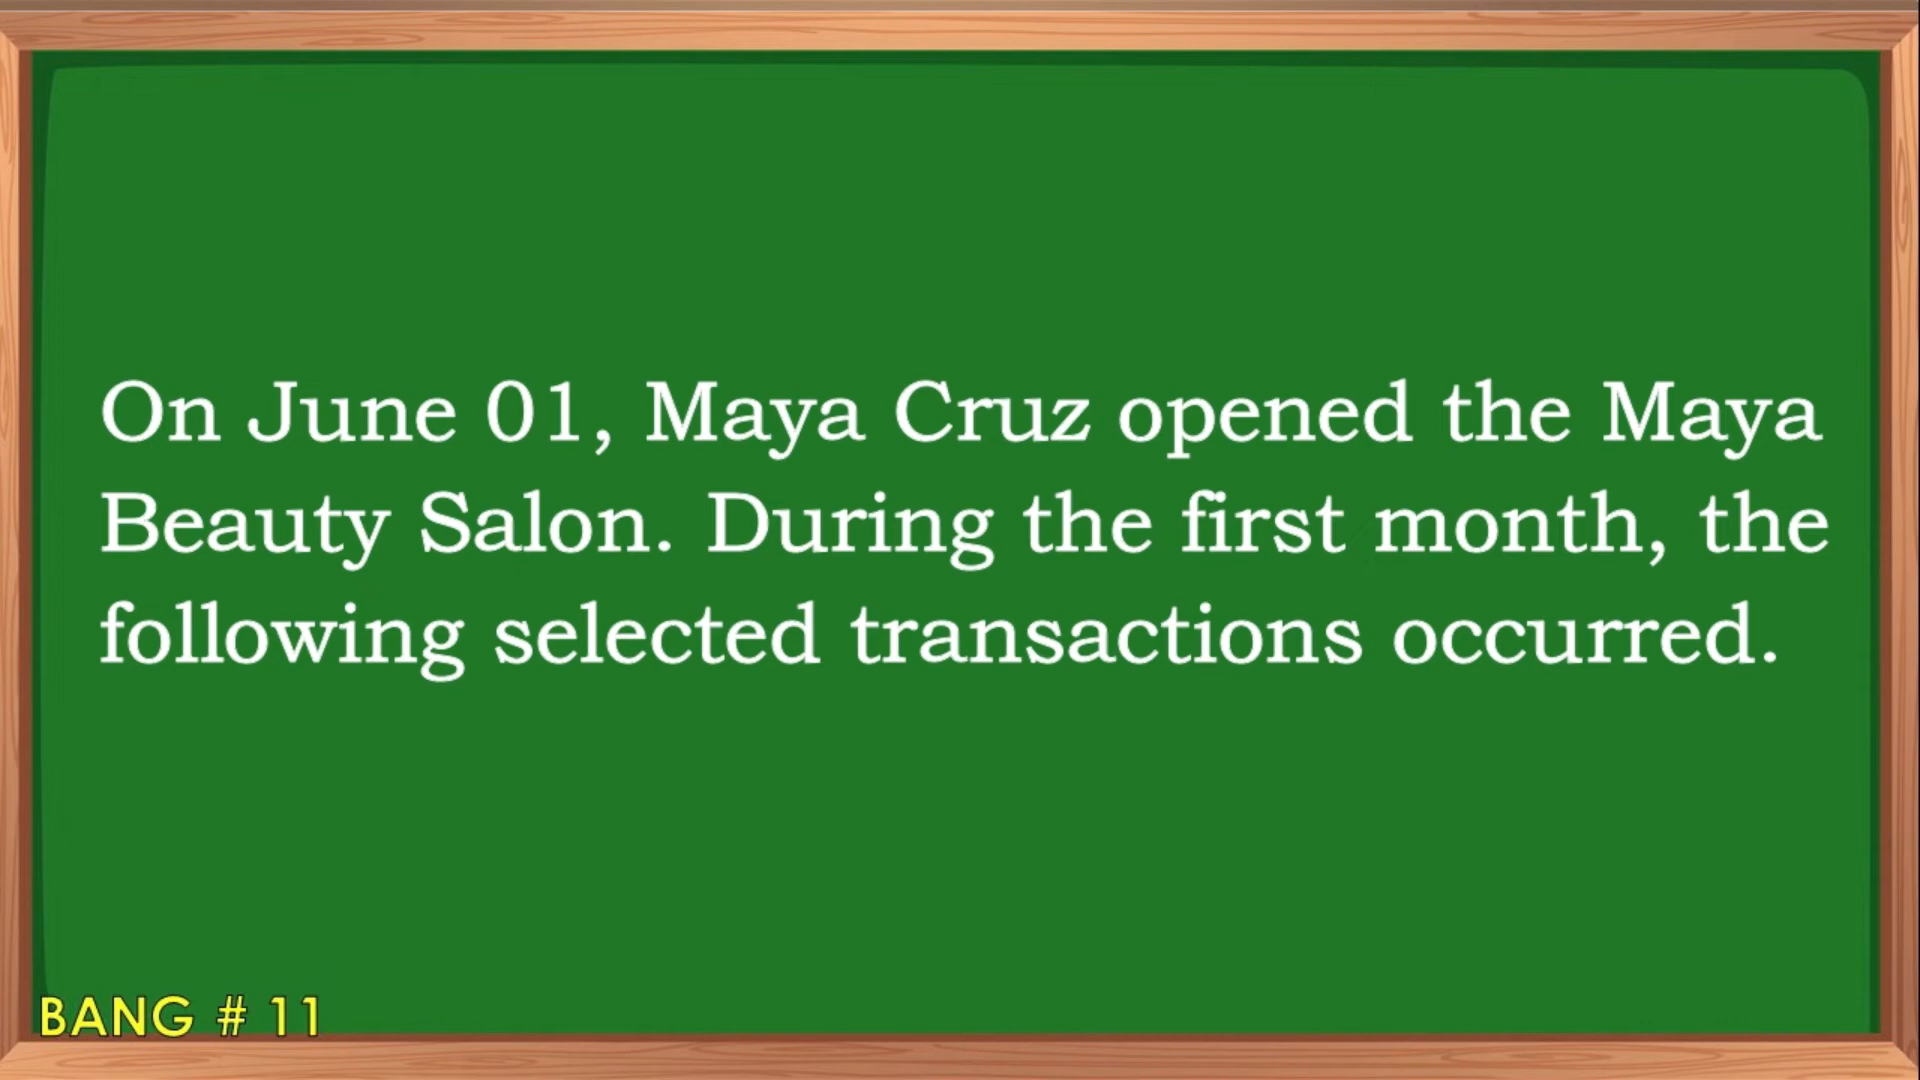 On June 01, Maya Cruz opened the Maya
Beauty Salon. During the first month, the
following selected transactions occurred.
BANG # 11